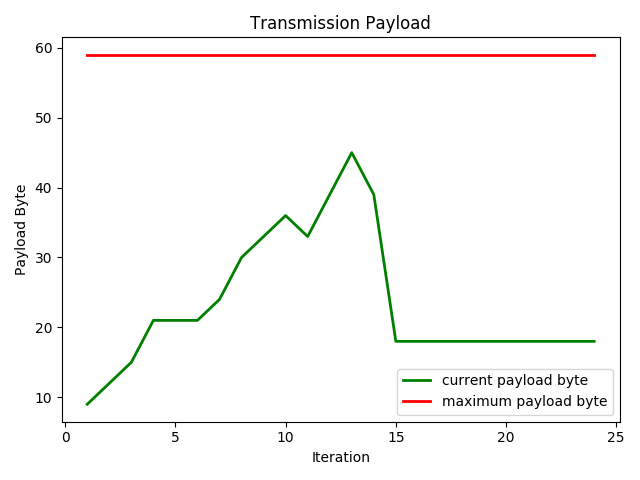 Transmission Payload
60
50
40
30
20
10
Payload Byte
0
5
10
15
20
25
Iteration
current payload byte
maximum payload byte